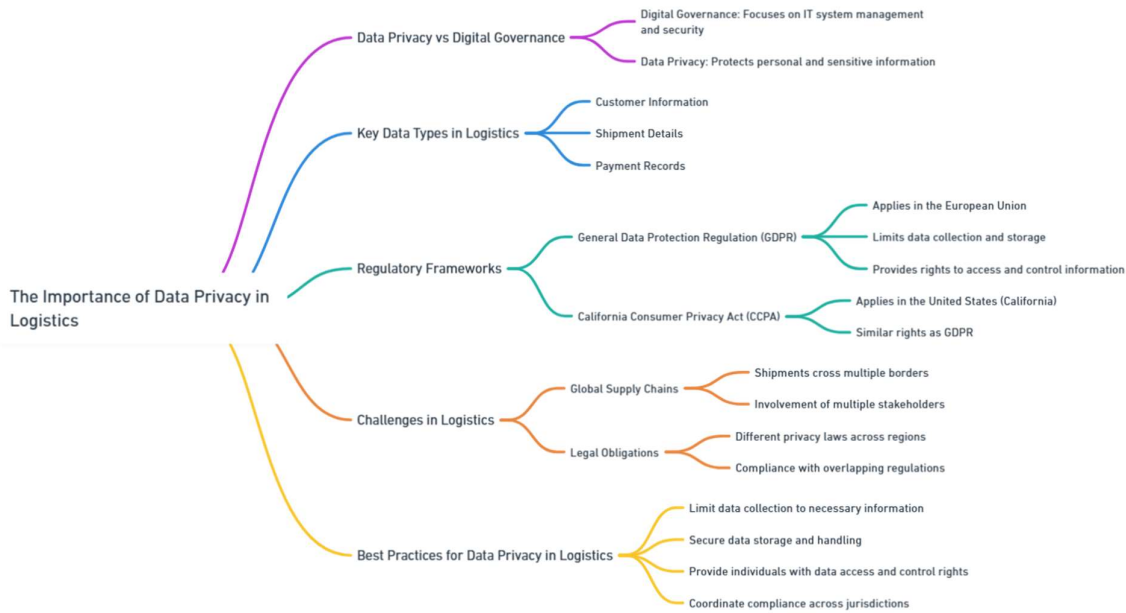 The Importance of Data Privacy in
Logistics
Data Privacy vs Digital Governance
Digital Governance: Focuses on IT system management
and security
Data Privacy: Protects personal and sensitive information
Key Data Types in Logistics
Customer Information
Shipment Details
Payment Records
Regulatory Frameworks
General Data Protection Regulation (GDPR)
Applies in the European Union
Limits data collection and storage
Provides rights to access and control information
California Consumer Privacy Act (CCPA)
Applies in the United States (California)
Similar rights as GDPR
Challenges in Logistics
Global Supply Chains
Shipments cross multiple borders
Involvement of multiple stakeholders
Legal Obligations
Different privacy laws across regions
Compliance with overlapping regulations
Best Practices for Data Privacy in Logistics
Limit data collection to necessary information
Secure data storage and handling
Provide individuals with data access and control rights
Coordinate compliance across jurisdictions